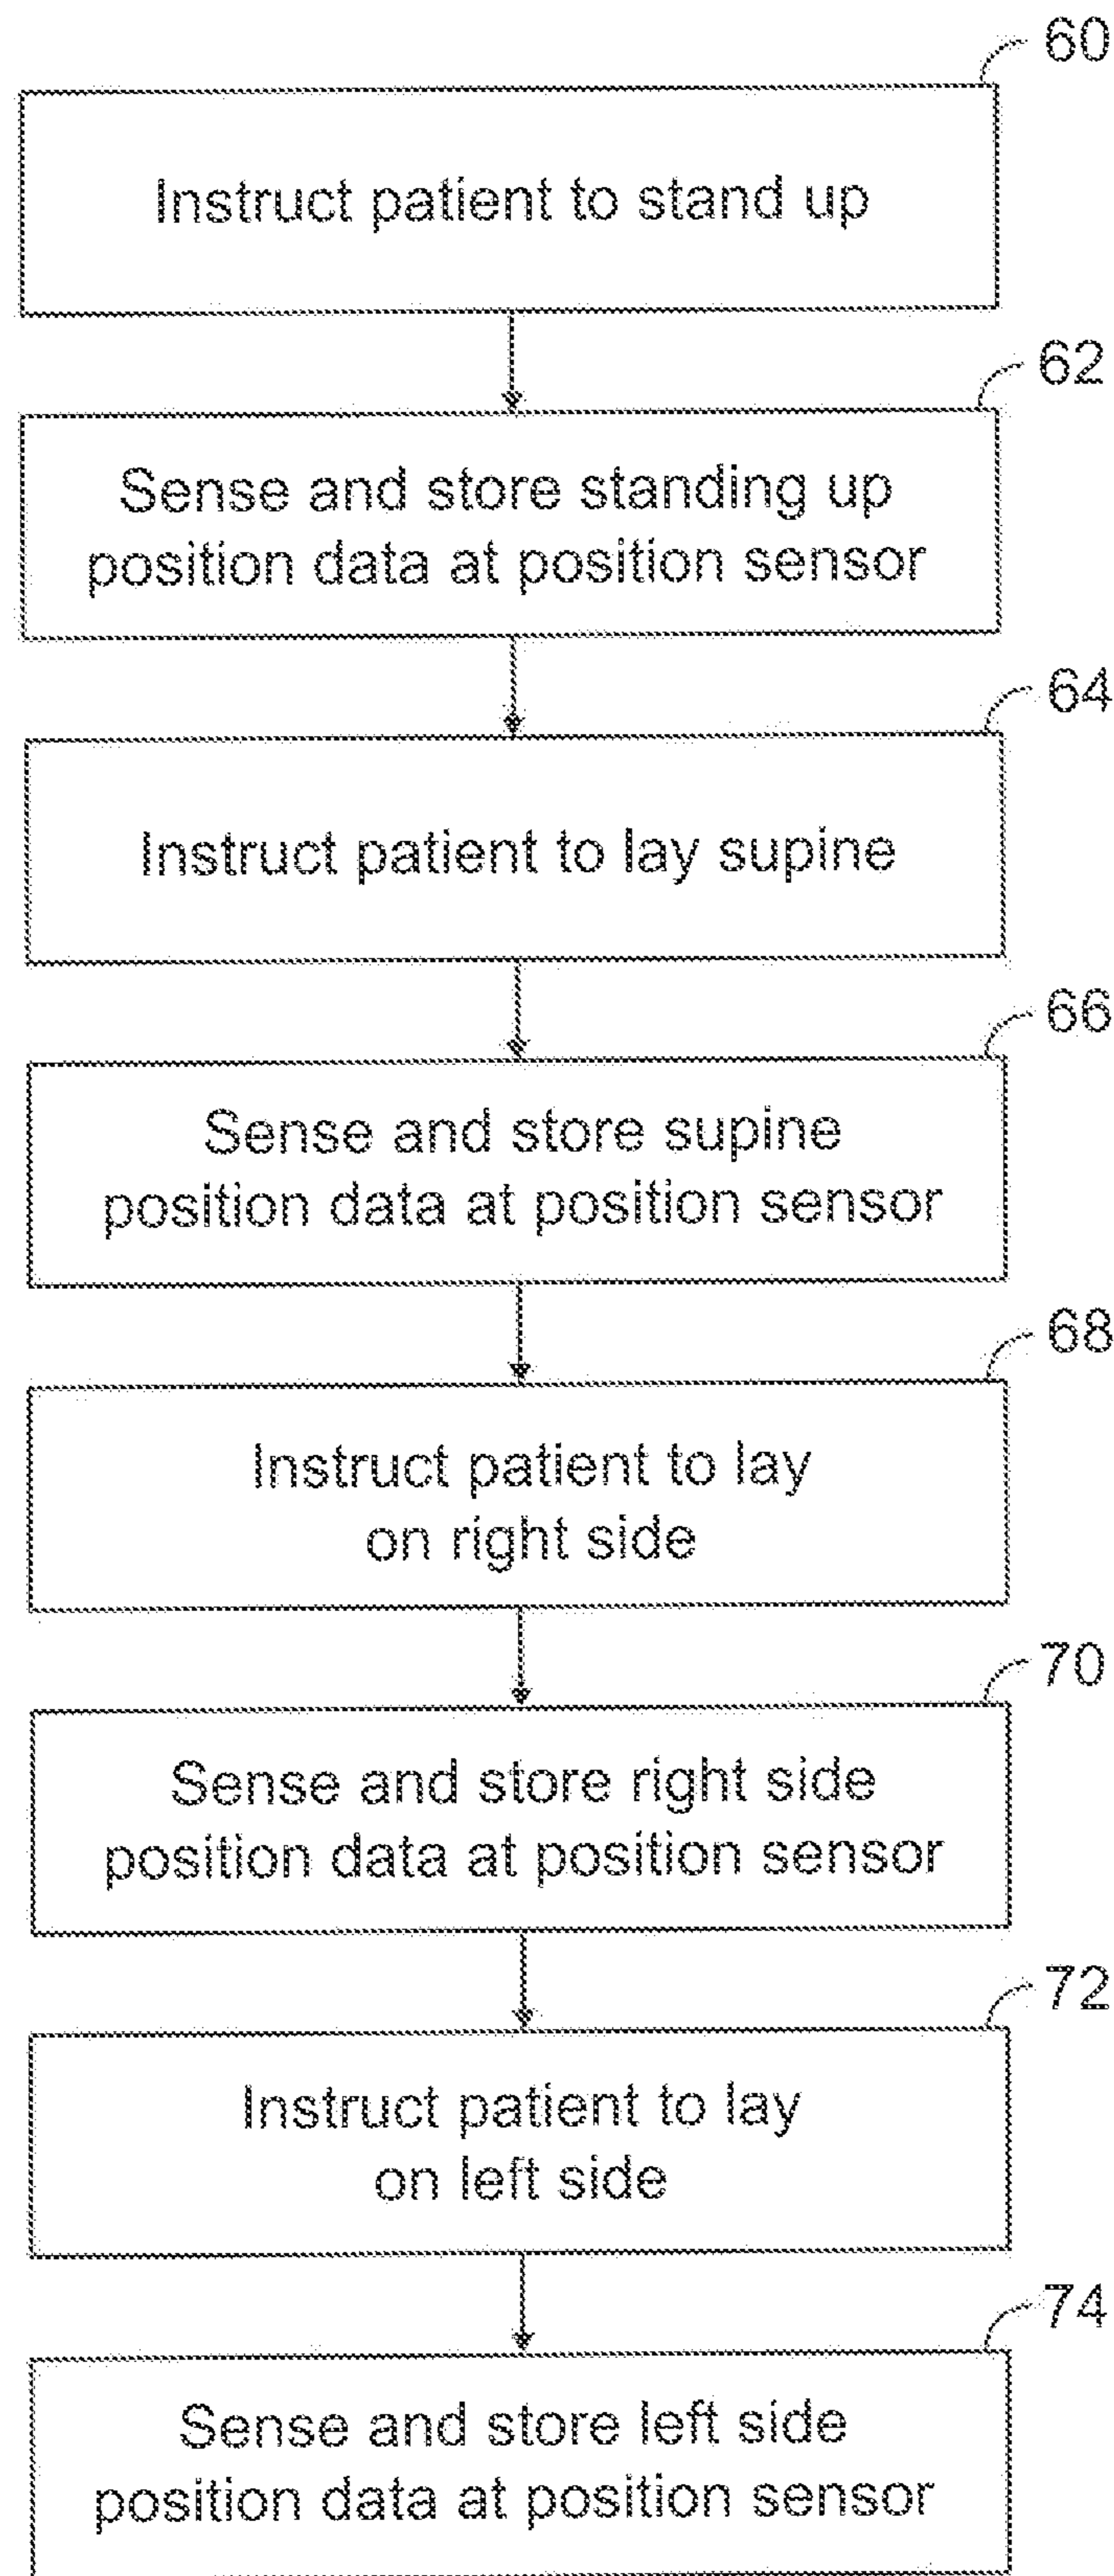 60
Instruct patient to stand up
62
Sense and store standing up
position data at position sensor
64
Instruct patient to lay supine
66
Sense and store supine
position data at position sensor
68
Instruct patient to lay
on right side
70
Sense and store right side
position data at position sensor
72
Instruct patient to lay
on left side
74
Sense and store left side
position data at position sensor